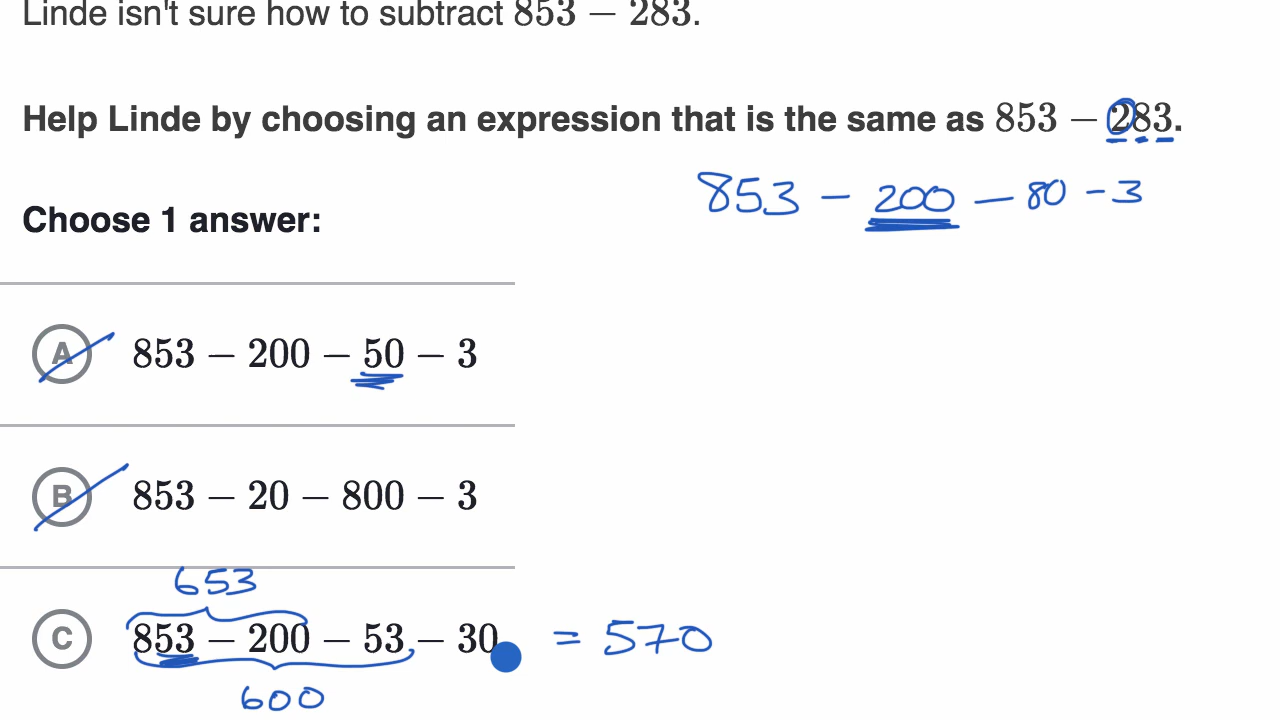 Linde isn't sure how to subtract 853 − 283.
Help Linde by choosing an expression that is the same as 853 − 283.
853 − 200 − 80 − 3
Choose 1 answer:
A 853 − 200 − 50 − 3
B 853 − 20 − 800 − 3
653
C 853 − 200 − 53 − 30 = 570
600